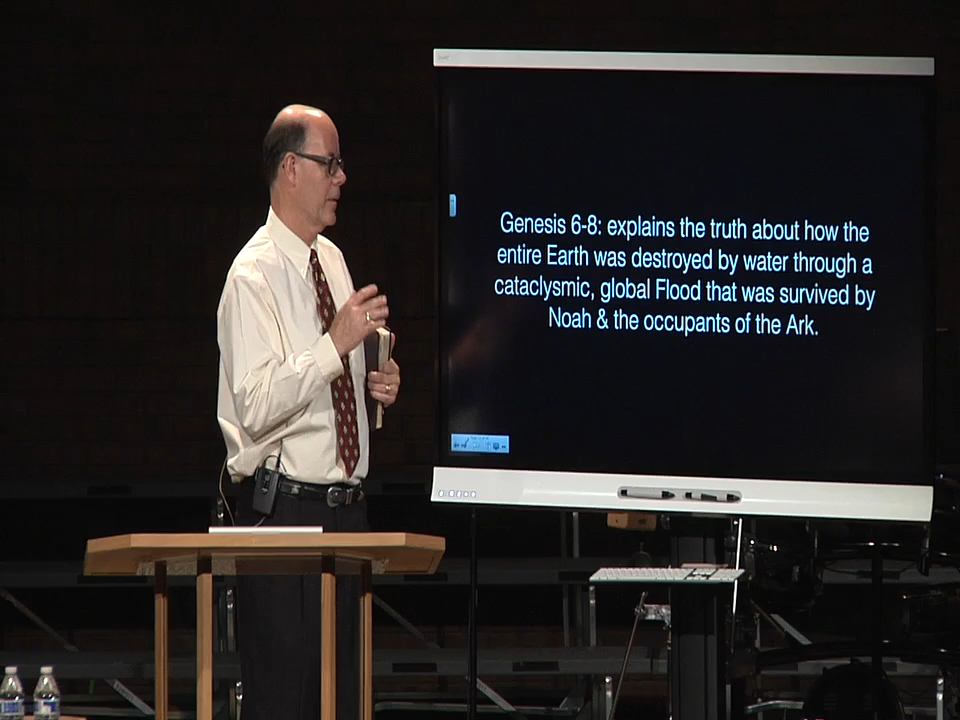 Genesis 6-8: explains the truth about how the
entire Earth was destroyed by water through a
cataclysmic, global Flood that was survived by
Noah & the occupants of the Ark.